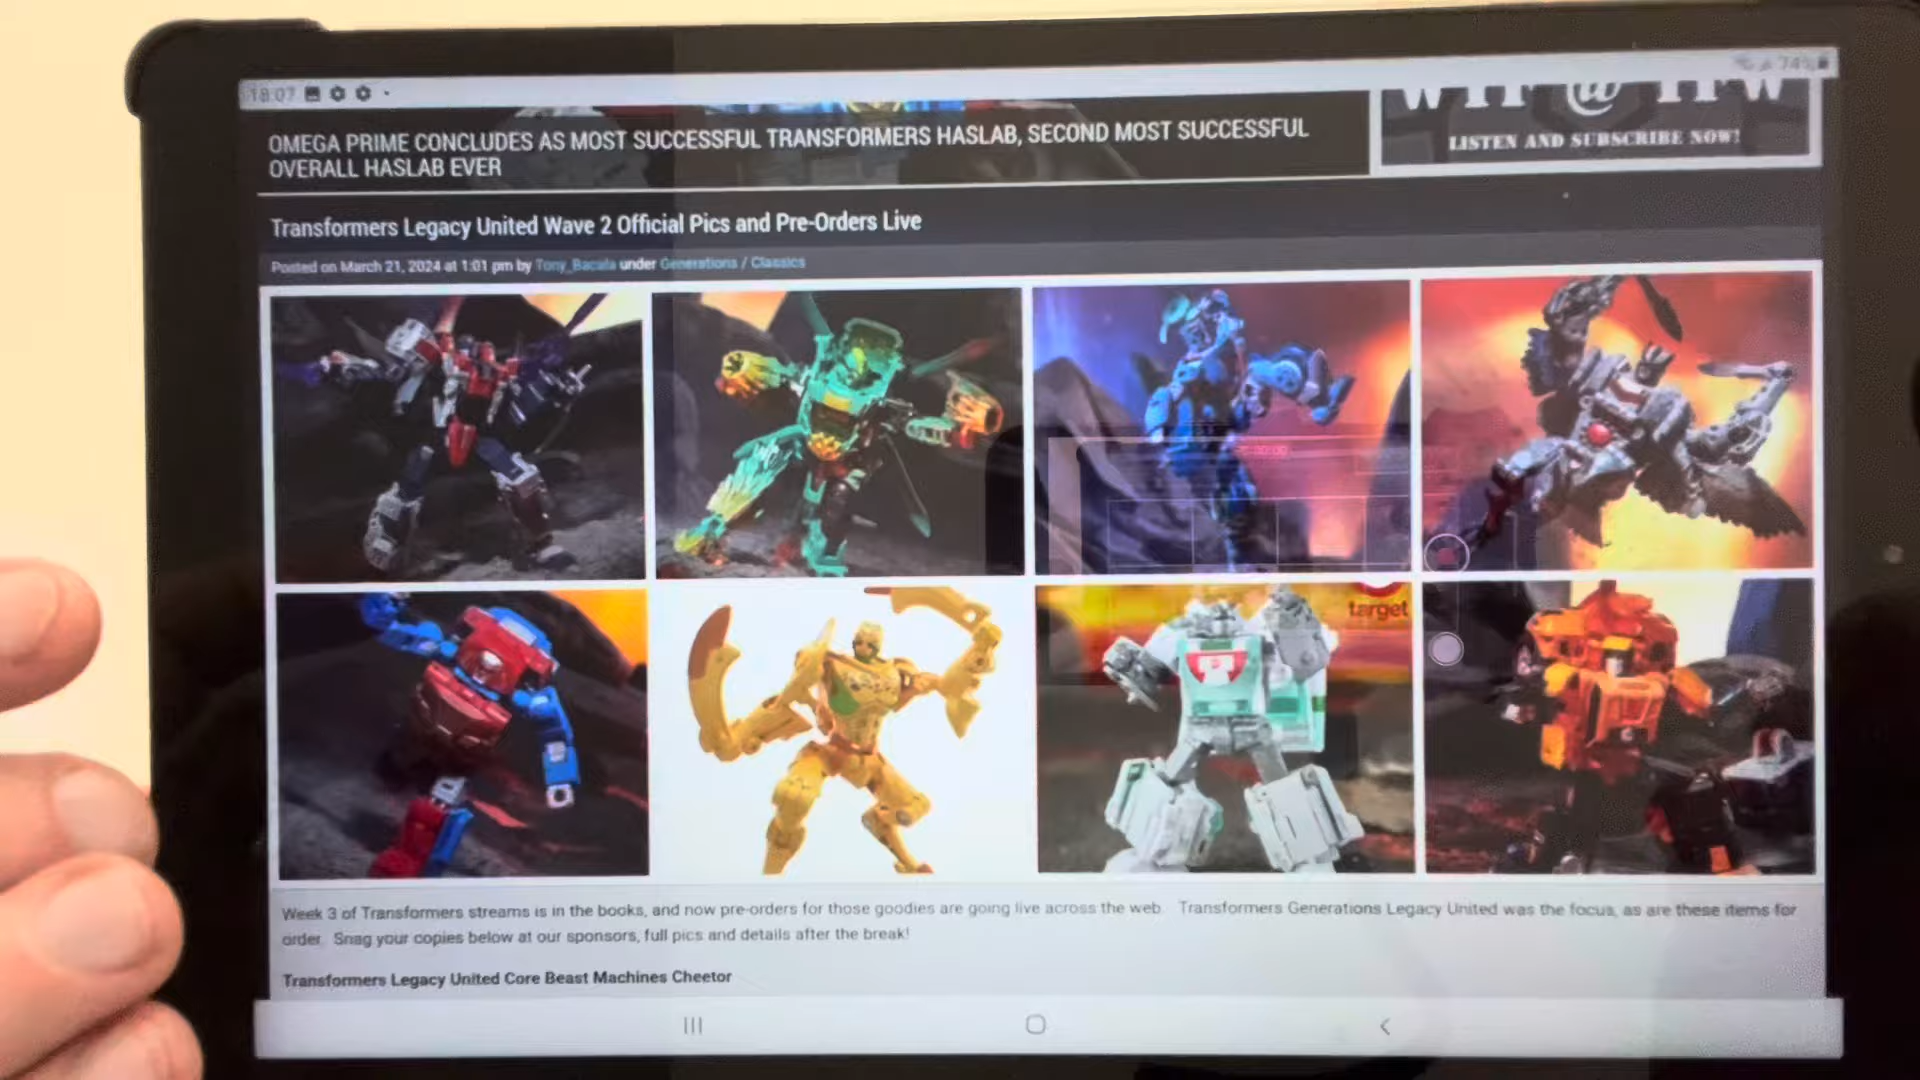 18:07
74%
WTF @ TFW
LISTEN AND SUBSCRIBE NOW!
OMEGA PRIME CONCLUDES AS MOST SUCCESSFUL TRANSFORMERS HASLAB, SECOND MOST SUCCESSFUL
OVERALL HASLAB EVER
Transformers Legacy United Wave 2 Official Pics and Pre-Orders Live
Posted on March 21, 2024 at 1:01 pm by Tony_Bacala under Generations / Classics
target
Week 3 of Transformers streams is in the books, and now pre-orders for those goodies are going live across the web. Transformers Generations Legacy United was the focus, as are these items for
order. Snag your copies below at our sponsors, full pics and details after the break!
Transformers Legacy United Core Beast Machines Cheetor